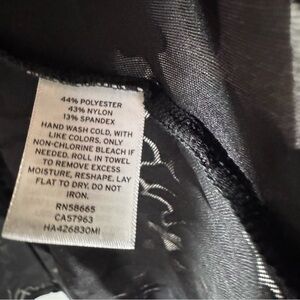 44% POLYESTER
43% NYLON
13% SPANDEX
HAND WASH COLD, WITH
LIKE COLORS. ONLY
NON-CHLORINE BLEACH IF
NEEDED. ROLL IN TOWEL
TO REMOVE EXCESS
MOISTURE, RESHAPE. LAY
FLAT TO DRY. DO NOT
IRON.
RN58665
CA57963
HA426830MI